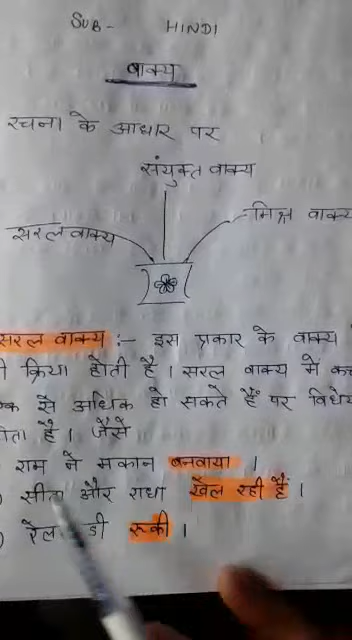 SUB- HINDI
वाक्य
रचना के आधार पर
संयुक्त वाक्य
सरल वाक्य
मिश्र वाक्य
सरल वाक्य :- इस प्रकार के वाक्य
क्रिया होती है । सरल वाक्य में
से अधिक हो सकते हैं पर
है । जैसे
राम ने मकान बनवाया ।
सीता और राधा खेल रही हैं ।
रुकी ।